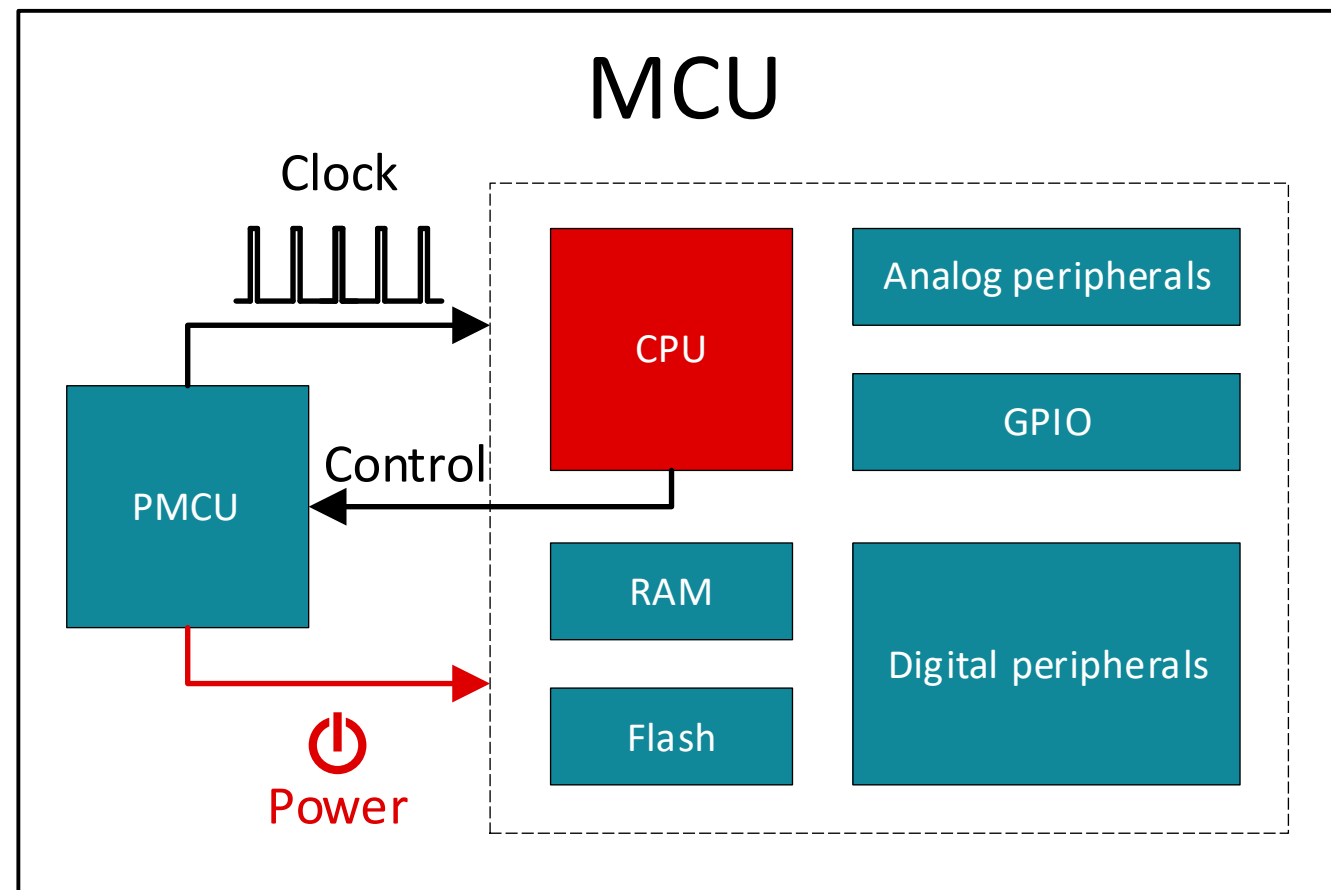 MCU
Clock
CPU
Analog peripherals
GPIO
Control
PMCU
RAM
Digital peripherals
Flash
Power